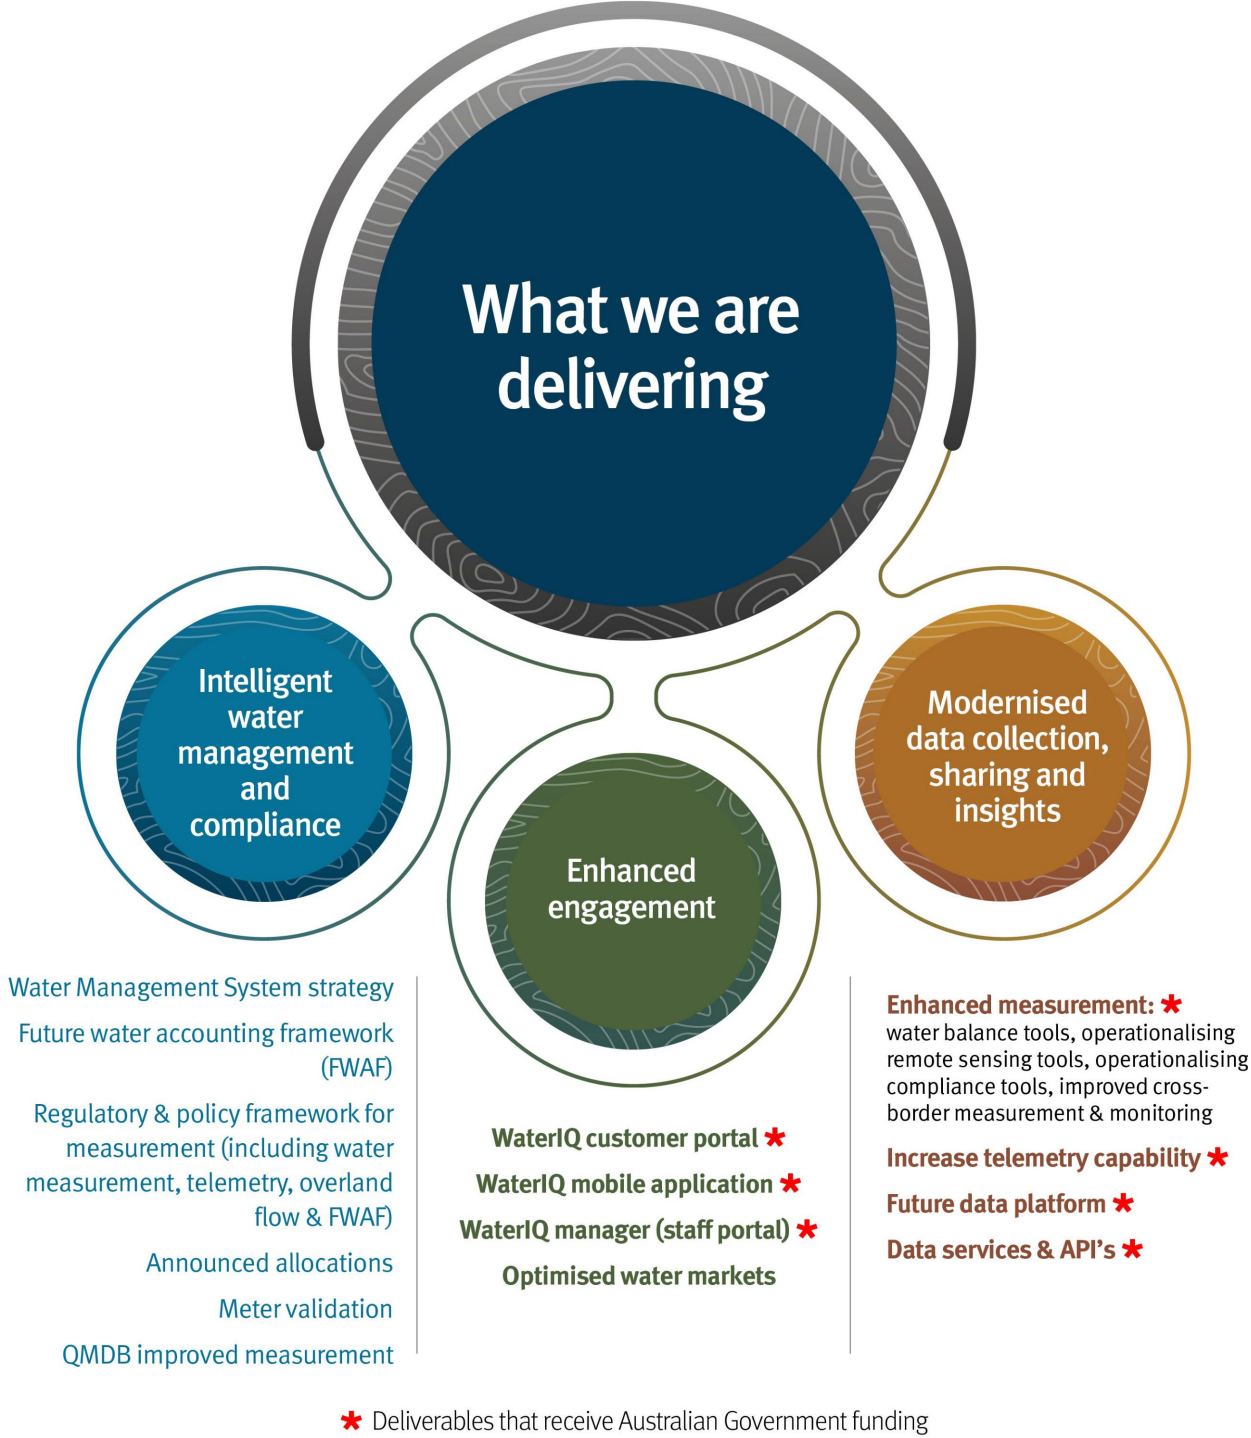 What we are
delivering
Intelligent
water
management
and
compliance
Enhanced
engagement
Modernised
data collection,
sharing and
insights
Water Management System strategy
Future water accounting framework
(FWAF)
Regulatory & policy framework for
measurement (including water
measurement, telemetry, overland
flow & FWAF)
Announced allocations
Meter validation
QMDB improved measurement
WaterIQ customer portal *
WaterIQ mobile application *
WaterIQ manager (staff portal) *
Optimised water markets
Enhanced measurement: *
water balance tools, operationalising
remote sensing tools, operationalising
compliance tools, improved cross-
border measurement & monitoring
Increase telemetry capability *
Future data platform *
Data services & API's *
* Deliverables that receive Australian Government funding